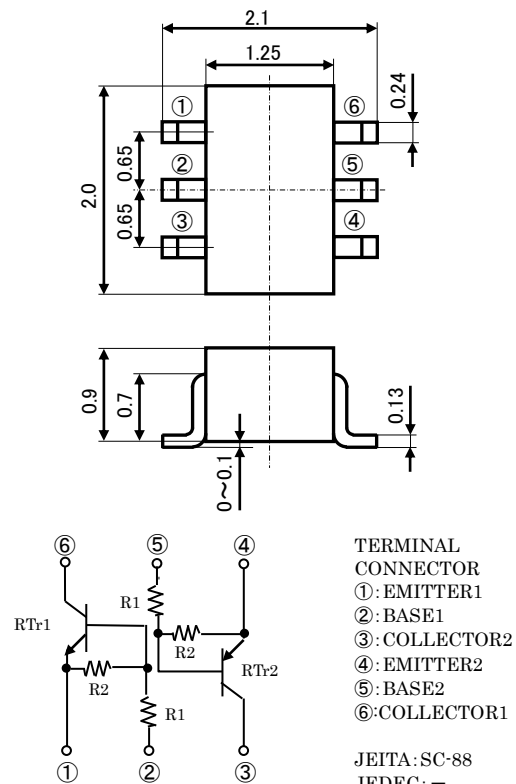 2.1
1.25
①
⑥
0.24
0.65
②
⑤
2.0
0.65
③
④
0.9
0.7
0.13
0～0.1
⑥
⑤
④
R1
RTr1
R2
RTr2
R2
R1
①
②
③
TERMINAL
CONNECTOR
①:EMITTER1
②:BASE1
③:COLLECTOR2
④:EMITTER2
⑤:BASE2
⑥:COLLECTOR1
JEITA:SC-88
JEDEC:－